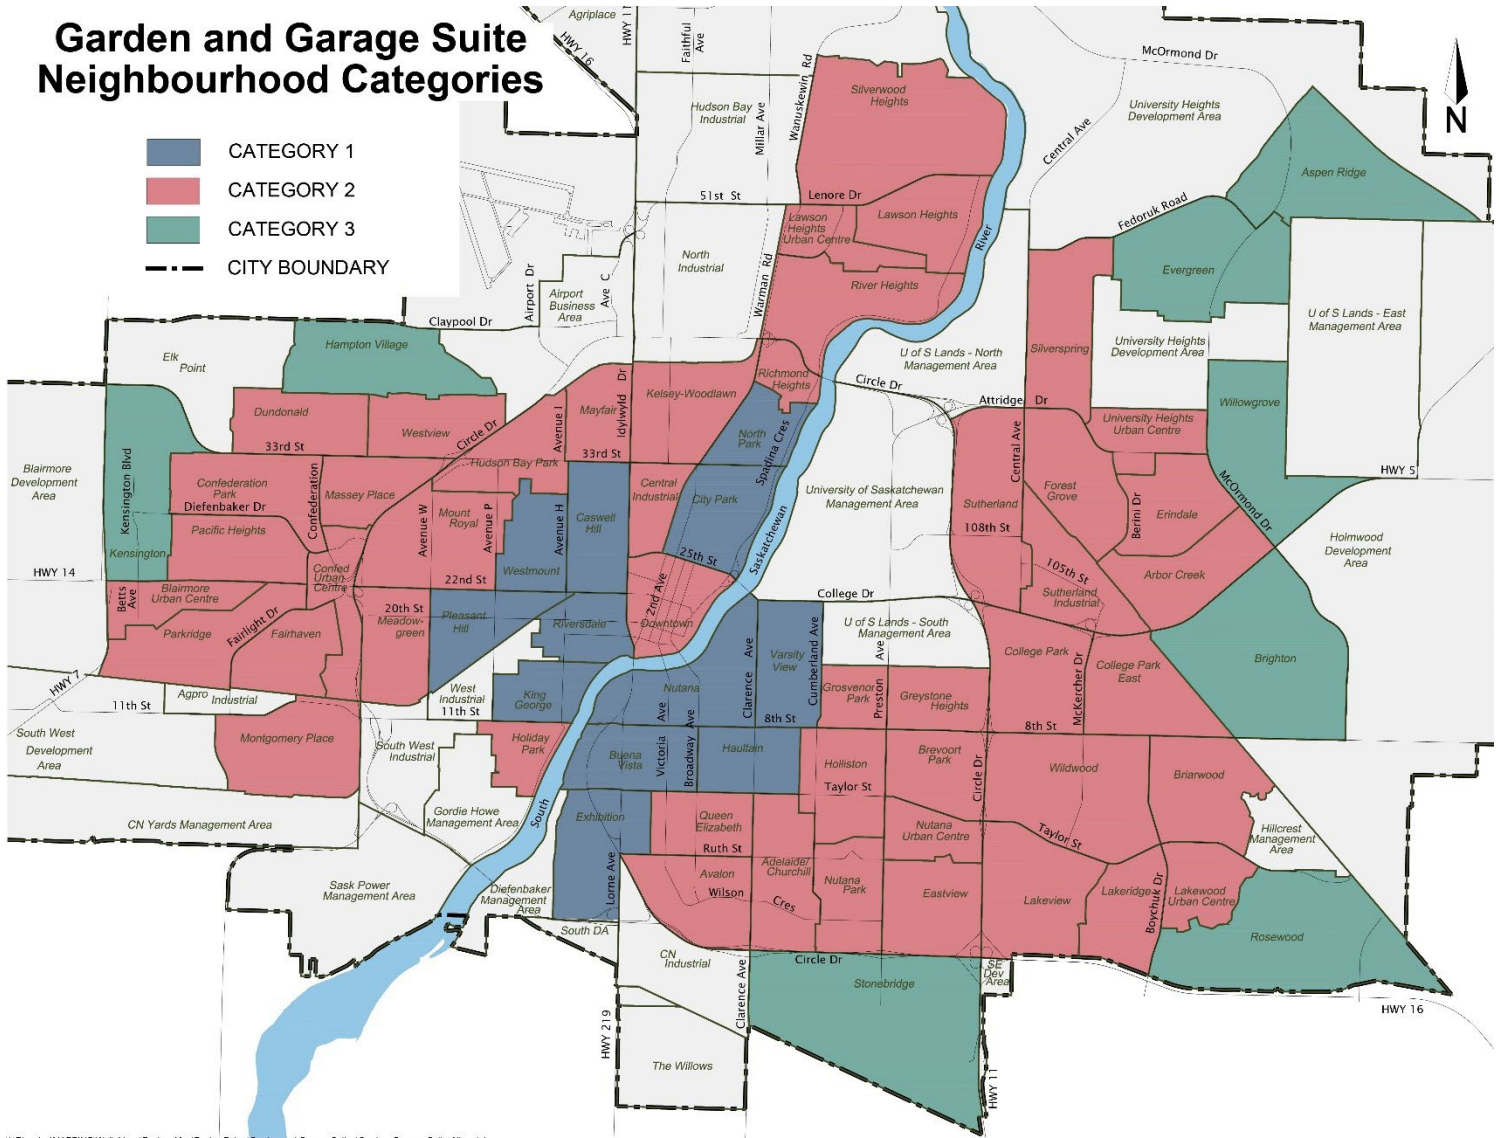 Garden and Garage Suite
Neighbourhood Categories
CATEGORY 1
CATEGORY 2
CATEGORY 3
CITY BOUNDARY
N
Agriplace
HWY 16
HWY 11
Faithful
Ave
Hudson Bay
Industrial
Millar Ave
Wanuskewin Rd
Silverwood
Heights
McOrmond Dr
University Heights
Development Area
Central Ave
Aspen Ridge
Fedoruk Road
51st St
Lenore Dr
Lawson
Heights
Urban Centre
Lawson Heights
River
North
Industrial
Warman Rd
River Heights
Evergreen
Airport Dr
Ave C
Airport
Business
Area
Claypool Dr
U of S Lands - East
Management Area
Elk
Point
Hampton Village
Silverspring
University Heights
Development Area
U of S Lands - North
Management Area
Richmond
Heights
Circle Dr
Attridge Dr
Willowgrove
Kelsey-Woodlawn
Idylwyld Dr
Mayfair
Avenue I
Dundonald
Westview
Circle Dr
33rd St
33rd St
Hudson Bay Park
North
Park
Spadina Cres
University Heights
Urban Centre
Central Ave
HWY 5
Blairmore
Development
Area
Kensington Blvd
Confederation
Park
Diefenbaker Dr
Confederation
Massey Place
Pacific Heights
Kensington
Mount
Royal
Avenue W
Avenue P
Avenue H
Caswell
Hill
Central
Industrial
City Park
University of Saskatchewan
Management Area
Sutherland
108th St
Forest
Grove
Berini Dr
Erindale
McOrmond Dr
Holmwood
Development
Area
Saskatchewan
25th St
Westmount
22nd St
HWY 14
Confed
Urban
Centre
Arbor Creek
105th St
Sutherland
Industrial
Betts
Ave
Blairmore
Urban Centre
Fairlight Dr
Parkridge
Fairhaven
20th St
Meadow-
green
Pleasant
Hill
Riversdale
2nd Ave
Downtown
College Dr
U of S Lands - South
Management Area
Clarence Ave
Varsity
View
Cumberland Ave
College Park
College Park
East
McKercher Dr
Brighton
HWY 7
11th St
Agpro Industrial
West
Industrial
11th St
King
George
Nutana
8th St
Grosvenor
Park
Preston Ave
Greystone
Heights
8th St
South West
Development
Area
Montgomery Place
South West
Industrial
Holiday
Park
Buena
Vista
Victoria Ave
Broadway Ave
Haultain
Holliston
Taylor St
Brevoort
Park
Circle Dr
Wildwood
Briarwood
CN Yards Management Area
Gordie Howe
Management Area
South
Exhibition
Queen
Elizabeth
Ruth St
Nutana
Urban Centre
Taylor St
Hillcrest
Management
Area
Sask Power
Management Area
Diefenbaker
Management
Area
Lorne Ave
Avalon
Wilson Cres
Adelaide/
Churchill
Nutana
Park
Eastview
Lakeview
Lakeridge
Boychuk Dr
Lakewood
Urban Centre
Rosewood
South DA
CN
Industrial
Clarence Ave
Circle Dr
Stonebridge
SE
Dev
Area
HWY 16
HWY 219
The Willows
HWY 11